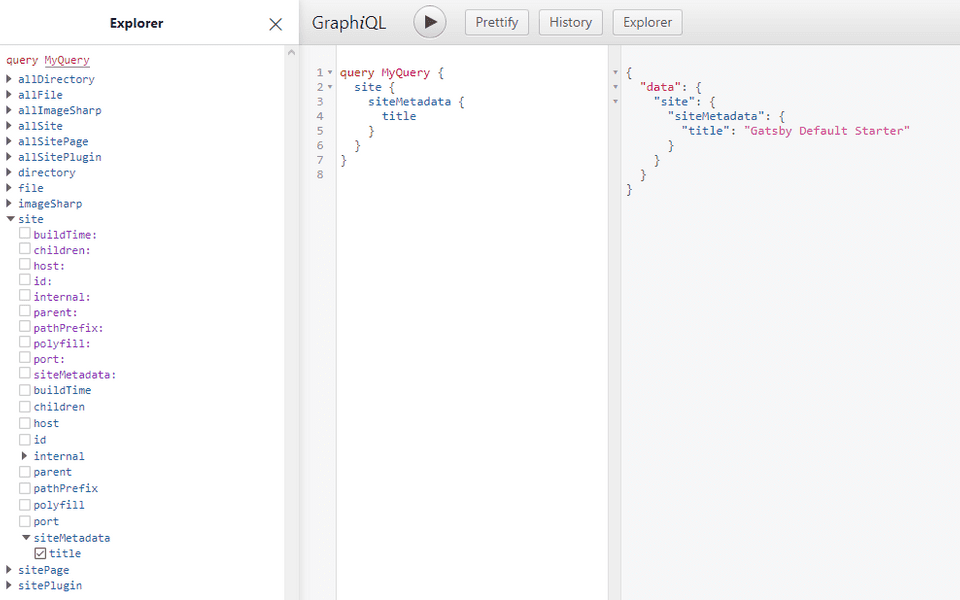 Explorer
query MyQuery
allDirectory
allFile
allImageSharp
allSite
allSitePage
allSitePlugin
directory
file
imageSharp
site
buildTime:
children:
host:
id:
internal:
parent:
pathPrefix:
polyfill:
port:
siteMetadata:
buildTime
children
host
id
internal
parent
pathPrefix
polyfill
port
siteMetadata
title
sitePage
sitePlugin
GraphiQL Prettify History Explorer
1 query MyQuery {
2 site {
3 siteMetadata {
4 title
5 }
6 }
7 }
8
{
"data": {
"site": {
"siteMetadata": {
"title": "Gatsby Default Starter"
}
}
}
}